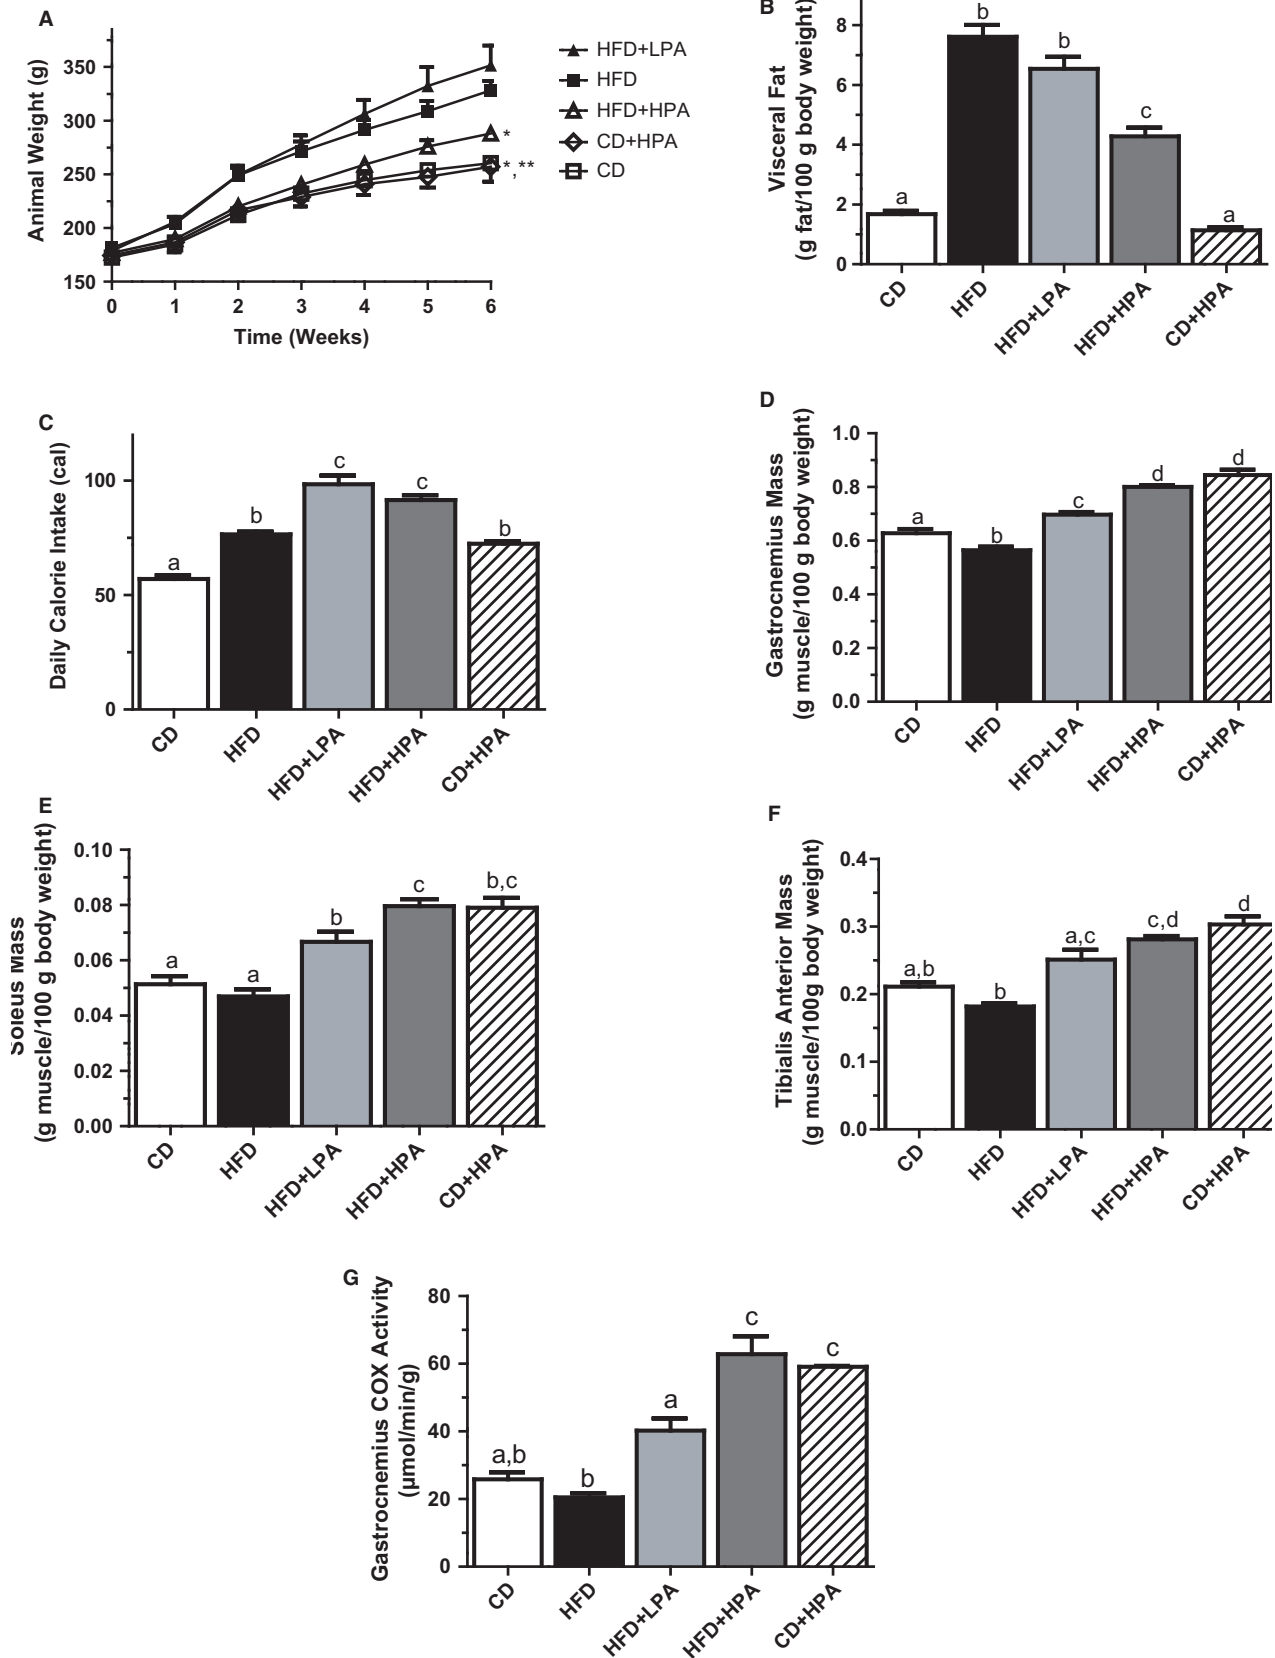 A
Animal Weight (g)
350
300
250
200
150
0 1 2 3 4 5 6
Time (Weeks)
HFD+LPA
HFD
HFD+HPA
CD+HPA
CD
*
*,**
B
Visceral Fat
(g fat/100 g body weight)
8
6
4
2
0
a b b c a
CD HFD HFD+LPA HFD+HPA CD+HPA
C
Daily Calorie Intake (cal)
100
50
0
a b c c b
CD HFD HFD+LPA HFD+HPA CD+HPA
D
Gastrocnemius Mass
(g muscle/100 g body weight)
1.0
0.8
0.6
0.4
0.2
0.0
a b c d d
CD HFD HFD+LPA HFD+HPA CD+HPA
E
Soleus Mass
(g muscle/100 g body weight)
0.10
0.08
0.06
0.04
0.02
0.00
a a b c b,c
CD HFD HFD+LPA HFD+HPA CD+HPA
F
Tibialis Anterior Mass
(g muscle/100g body weight)
0.4
0.3
0.2
0.1
0.0
a,b b a,c c,d d
CD HFD HFD+LPA HFD+HPA CD+HPA
G
Gastrocnemius COX Activity
(μmol/min/g)
80
60
40
20
0
a,b b a c c
CD HFD HFD+LPA HFD+HPA CD+HPA